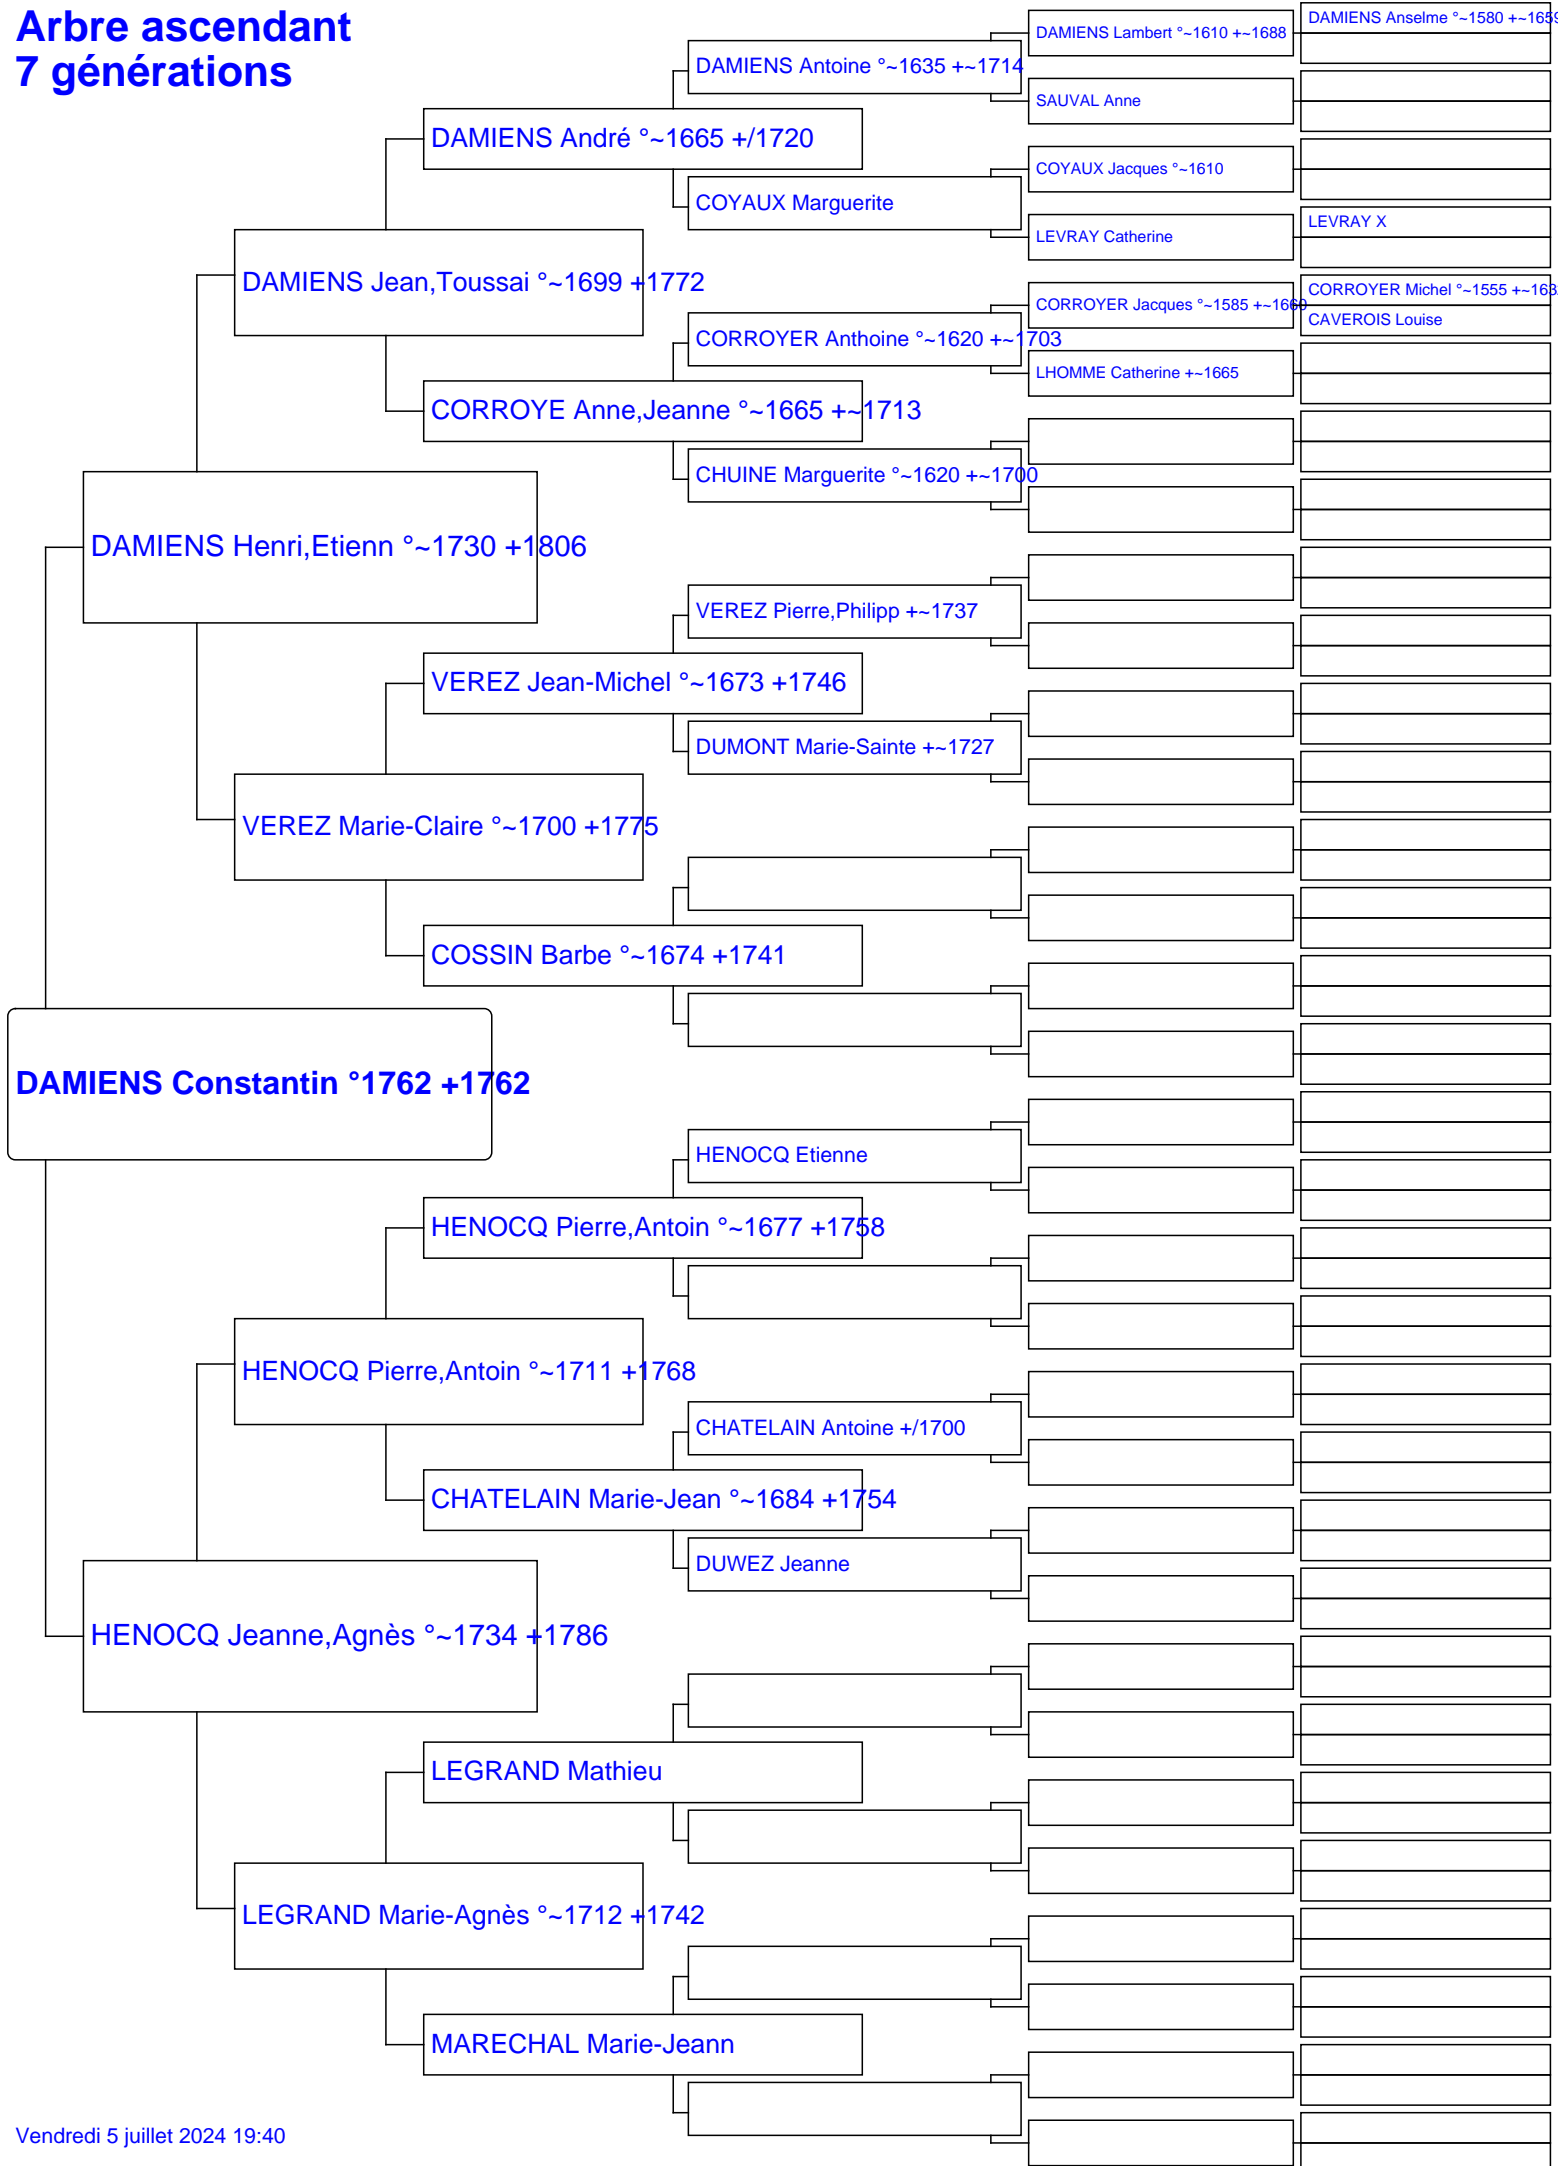 Arbre ascendant
7 générations
DAMIENS Anselme °~1580 +~1659
DAMIENS Lambert °~1610 +~1688
DAMIENS Antoine °~1635 +~1714
SAUVAL Anne
DAMIENS André °~1665 +/1720
COYAUX Jacques °~1610
COYAUX Marguerite
LEVRAY X
LEVRAY Catherine
DAMIENS Jean,Toussai °~1699 +1772
CORROYER Michel °~1555 +~163
CORROYER Jacques °~1585 +~1660
CAVEROIS Louise
CORROYER Anthoine °~1620 +~1703
LHOMME Catherine +~1665
CORROYE Anne,Jeanne °~1665 +~1713
CHUINE Marguerite °~1620 +~1700
DAMIENS Henri,Etienn °~1730 +1806
VEREZ Pierre,Philipp +~1737
VEREZ Jean-Michel °~1673 +1746
DUMONT Marie-Sainte +~1727
VEREZ Marie-Claire °~1700 +1775
COSSIN Barbe °~1674 +1741
DAMIENS Constantin °1762 +1762
HENOCQ Etienne
HENOCQ Pierre,Antoin °~1677 +1758
HENOCQ Pierre,Antoin °~1711 +1768
CHATELAIN Antoine +/1700
CHATELAIN Marie-Jean °~1684 +1754
DUWEZ Jeanne
HENOCQ Jeanne,Agnès °~1734 +1786
LEGRAND Mathieu
LEGRAND Marie-Agnès °~1712 +1742
MARECHAL Marie-Jeann
Vendredi 5 juillet 2024 19:40